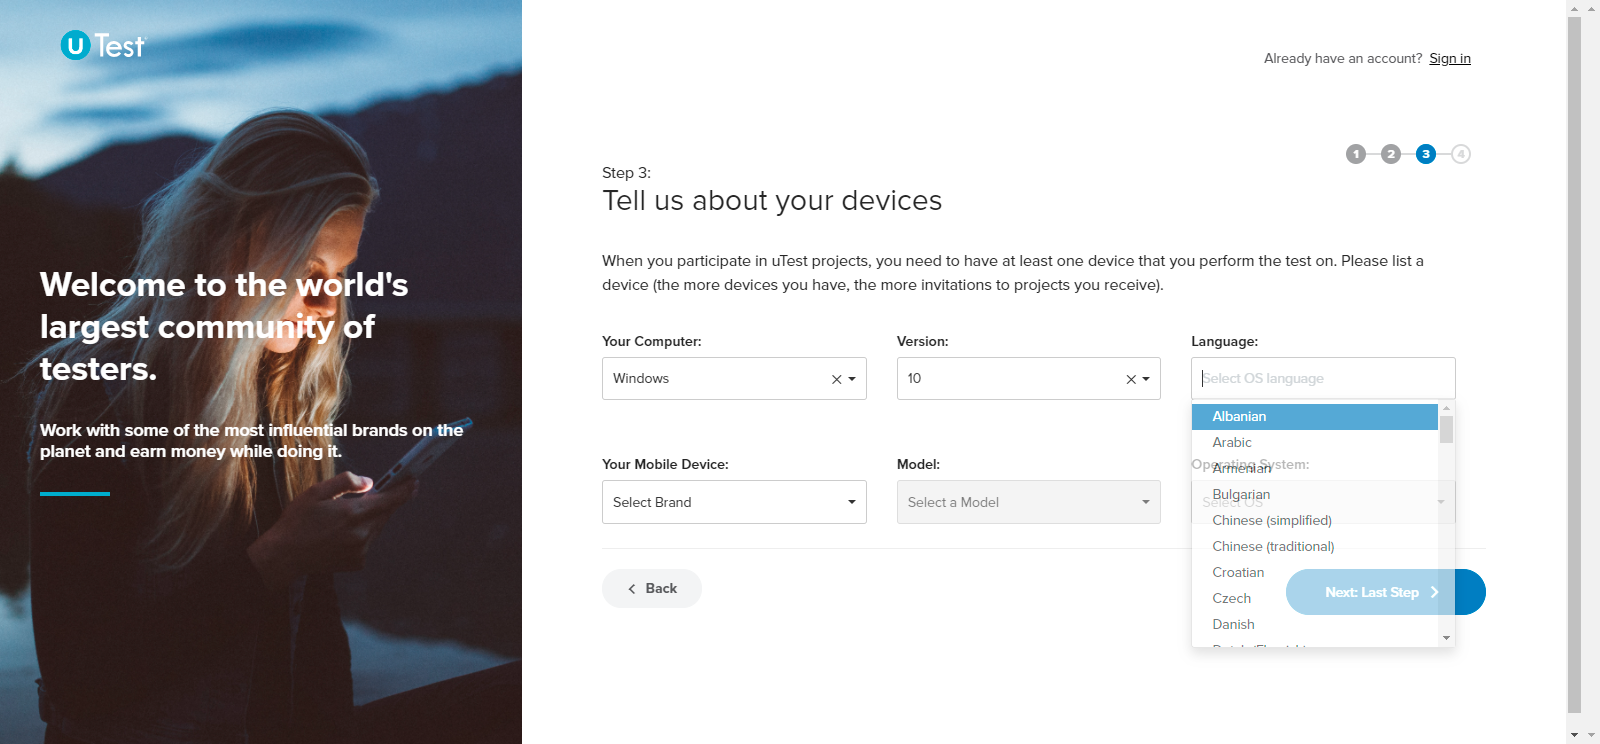 uTest
Already have an account? Sign in
1 2 3 4
Step 3:
Tell us about your devices
Welcome to the world's
largest community of
testers.
Work with some of the most influential brands on the
planet and earn money while doing it.
When you participate in uTest projects, you need to have at least one device that you perform the test on. Please list a
device (the more devices you have, the more invitations to projects you receive).
Your Computer:
Windows
Version:
10
Language:
Select OS language
Albanian
Arabic
Armenian
Bulgarian
Chinese (simplified)
Chinese (traditional)
Croatian
Czech
Danish
Your Mobile Device:
Select Brand
Model:
Select a Model
Operating System:
Select OS
Back
Next: Last Step